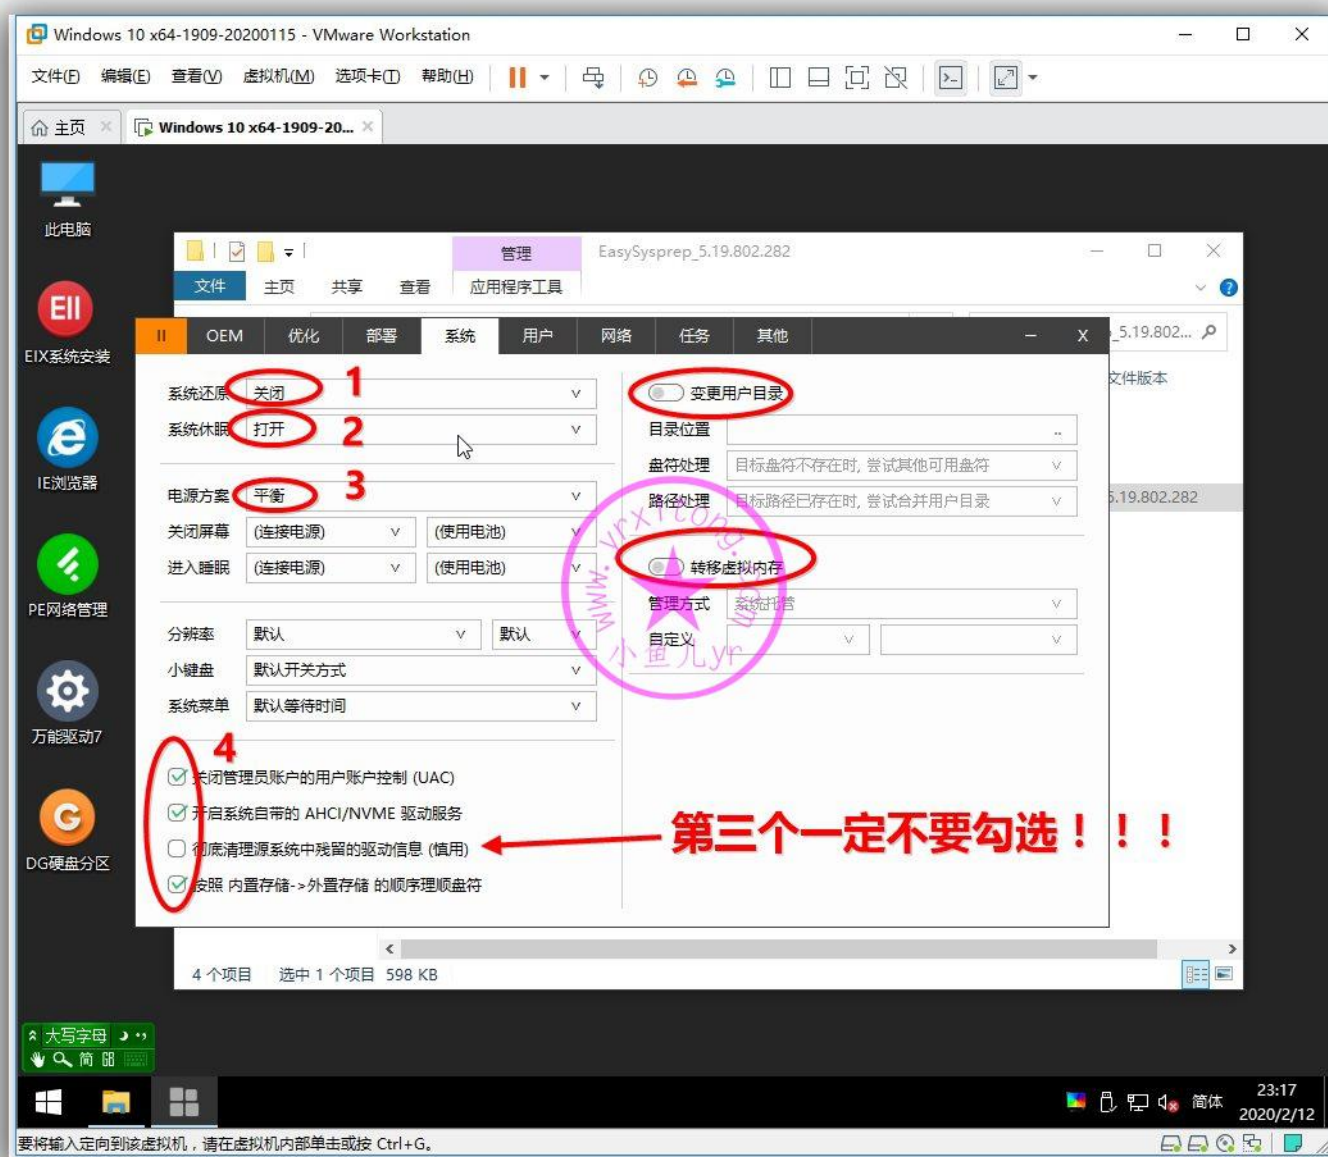 Windows 10 x64-1909-20200115 - VMware Workstation
文件(F) 编辑(E) 查看(V) 虚拟机(M) 选项卡(T) 帮助(H)
主页 Windows 10 x64-1909-20...
此电脑
EII
EIX系统安装
IE浏览器
PE网络管理
万能驱动7
G
DG硬盘分区
管理 EasySysprep_5.19.802.282
文件 主页 共享 查看 应用程序工具
_5.19.802...
文件版本
5.19.802.282
II OEM 优化 部署 系统 用户 网络 任务 其他 – X
系统还原 关闭 1
系统休眠 打开 2
电源方案 平衡 3
关闭屏幕 (连接电源) (使用电池)
进入睡眠 (连接电源) (使用电池)
分辨率 默认 默认
小键盘 默认开关方式
系统菜单 默认等待时间
4
关闭管理员账户的用户账户控制 (UAC)
开启系统自带的 AHCI/NVME 驱动服务
彻底清理源系统中残留的驱动信息 (慎用)
按照 内置存储->外置存储 的顺序理顺盘符
变更用户目录
目录位置 ..
盘符处理 目标盘符不存在时, 尝试其他可用盘符
路径处理 目标路径已存在时, 尝试合并用户目录
转移虚拟内存
管理方式 系统托管
自定义
www.yrxitong.com
小鱼儿yr
第三个一定不要勾选！！！
4 个项目 选中 1 个项目 598 KB
大写字母
简
简体
23:17
2020/2/12
要将输入定向到该虚拟机，请在虚拟机内部单击或按 Ctrl+G。